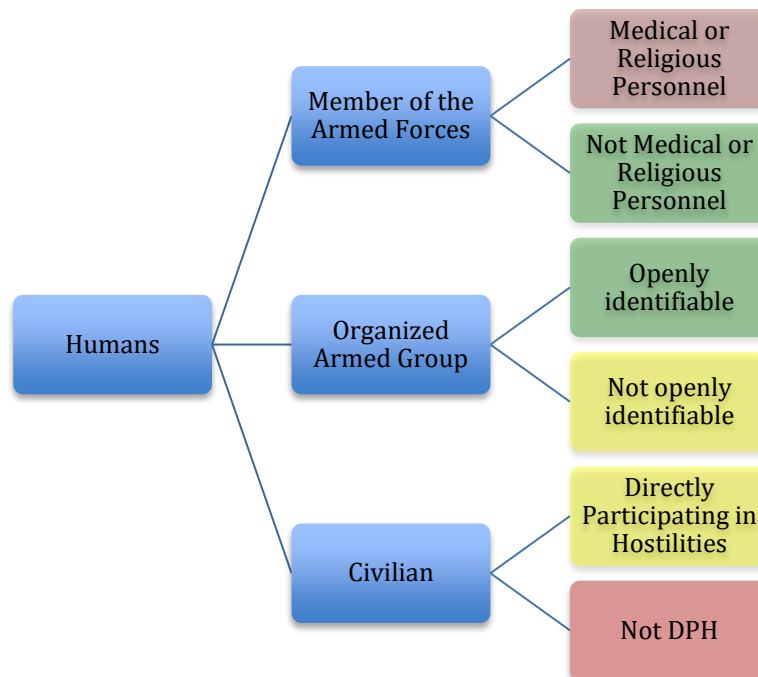 Humans
Member of the
Armed Forces
Medical or
Religious
Personnel
Not Medical or
Religious
Personnel
Organized
Armed Group
Openly
identifiable
Not openly
identifiable
Civilian
Directly
Participating in
Hostilities
Not DPH